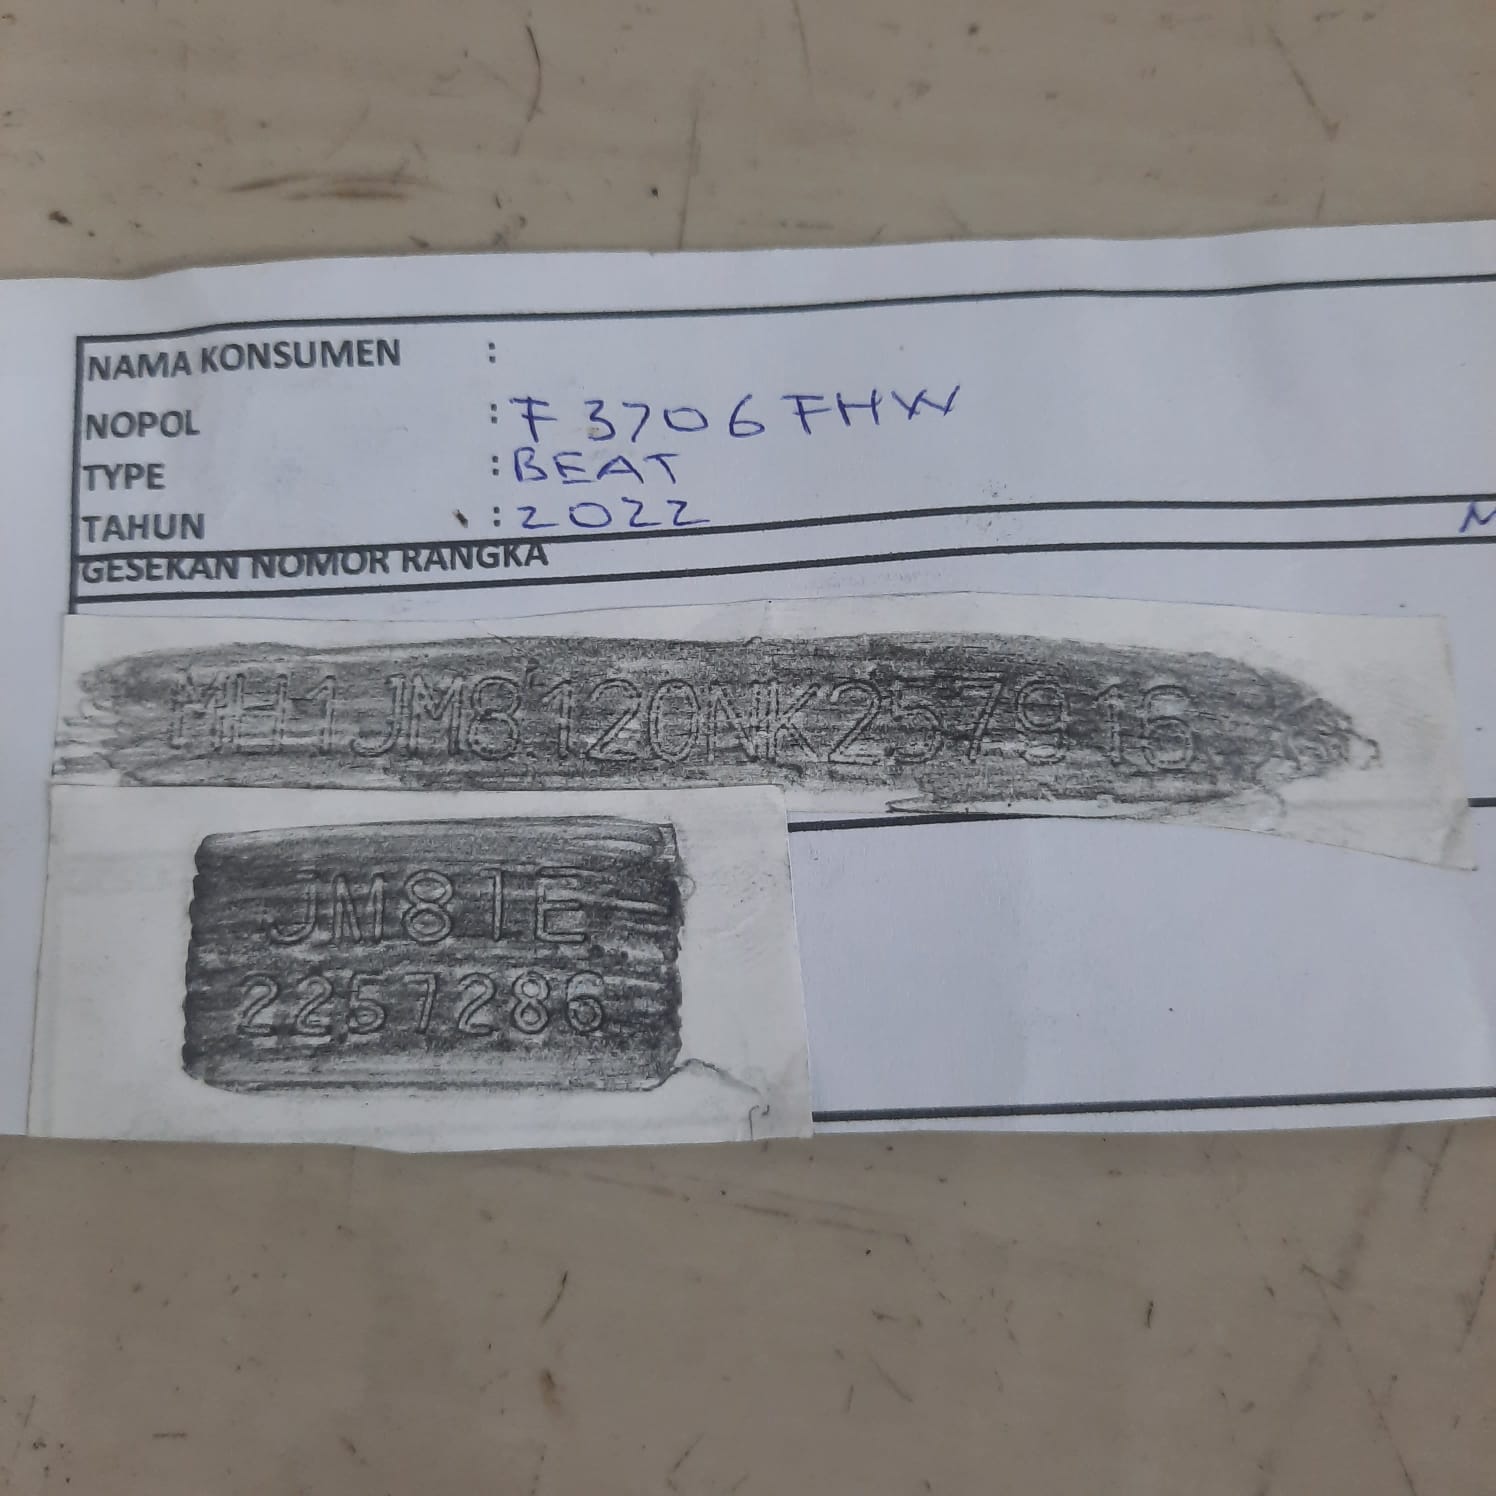 NAMA KONSUMEN :
NOPOL : F 3706 FHW
TYPE : BEAT
TAHUN : 2022
GESEKAN NOMOR RANGKA
MH1JM8120NK257916
JM81E
2257286